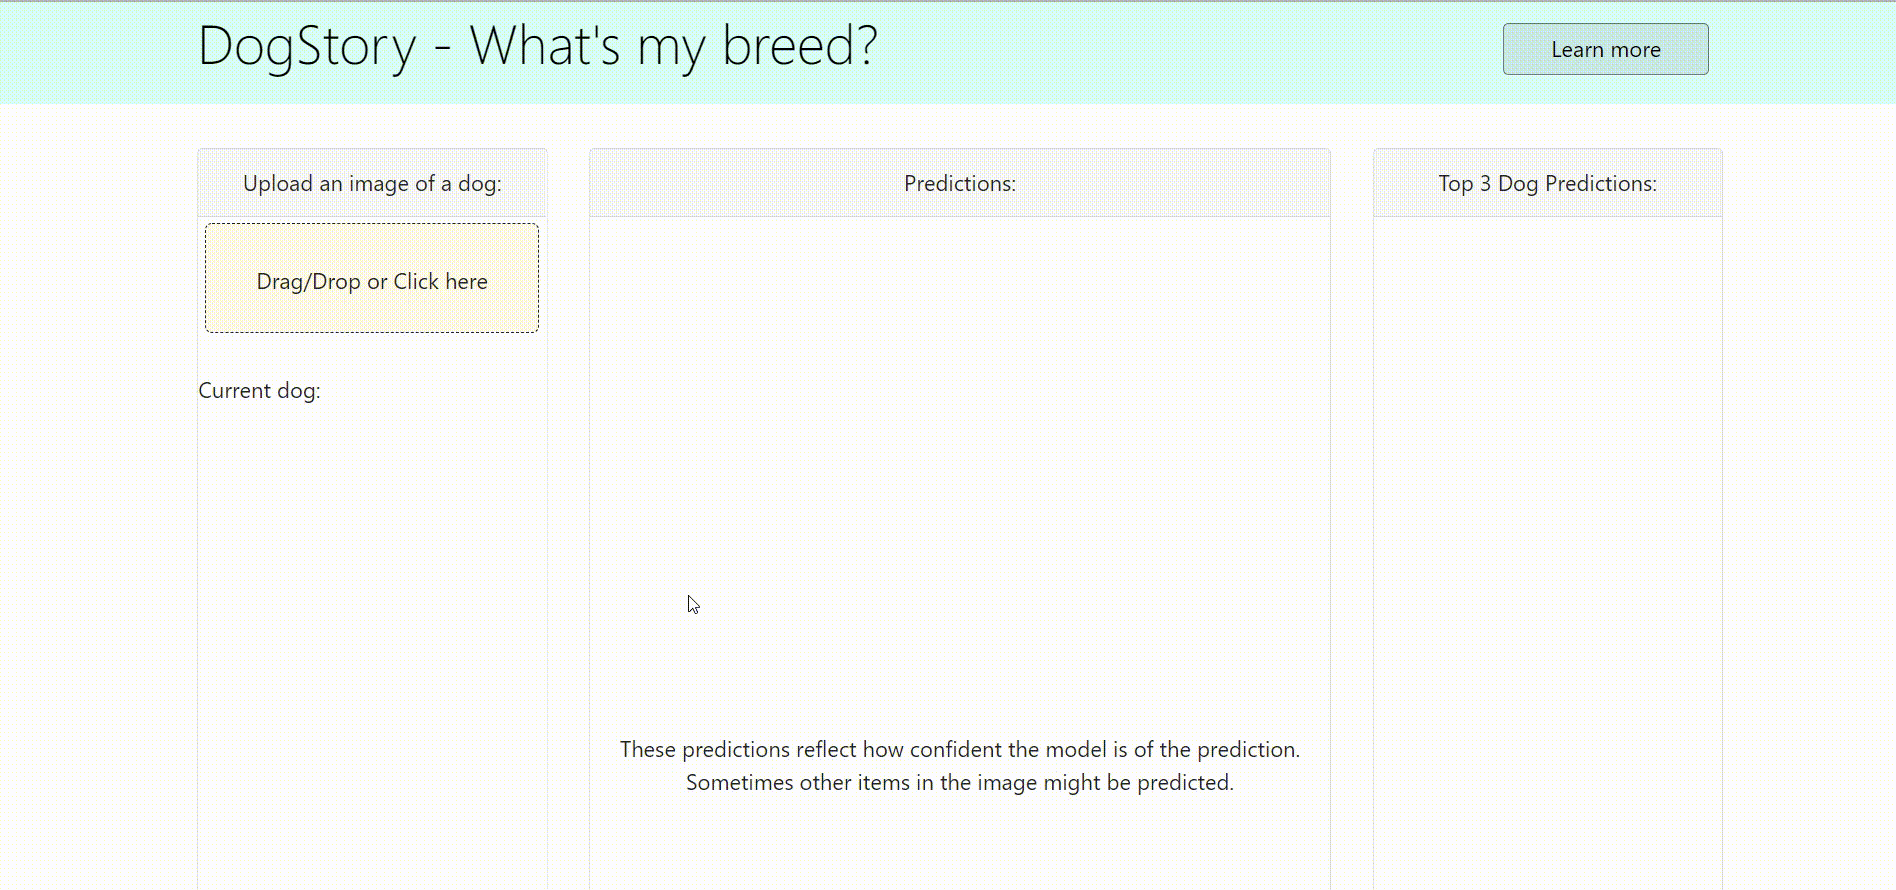 DogStory - What's my breed?
Learn more
Upload an image of a dog:
Drag/Drop or Click here
Current dog:
Predictions:
These predictions reflect how confident the model is of the prediction.
Sometimes other items in the image might be predicted.
Top 3 Dog Predictions: